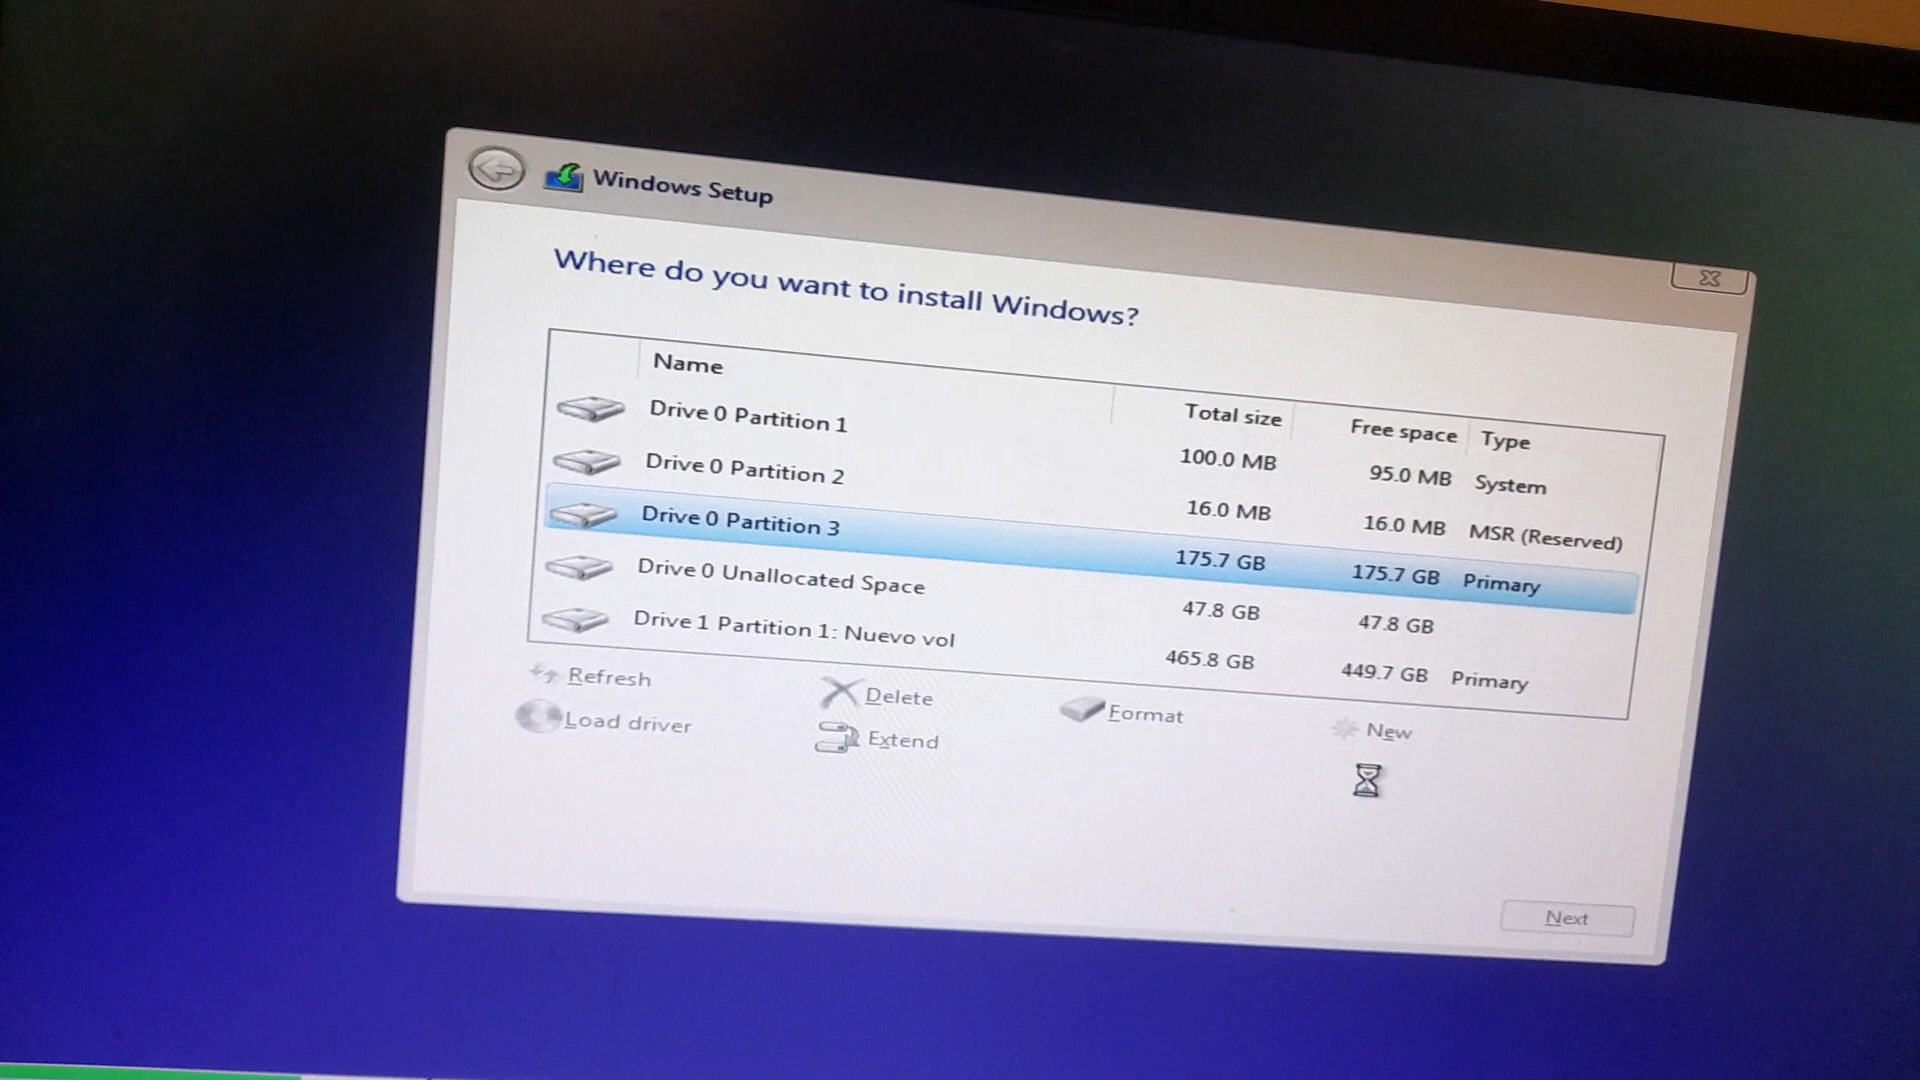 Windows Setup
Where do you want to install Windows?
Name Total size Free space Type
Drive 0 Partition 1 100.0 MB 95.0 MB System
Drive 0 Partition 2 16.0 MB 16.0 MB MSR (Reserved)
Drive 0 Partition 3 175.7 GB 175.7 GB Primary
Drive 0 Unallocated Space 47.8 GB 47.8 GB
Drive 1 Partition 1: Nuevo vol 465.8 GB 449.7 GB Primary
Refresh Delete Format New
Load driver Extend
Next